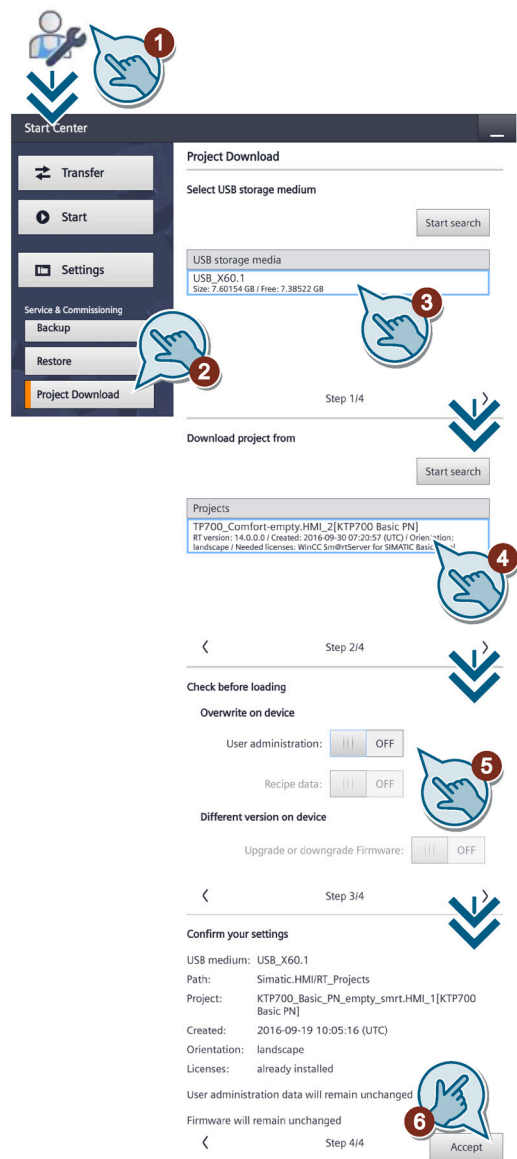 1
Start Center
Transfer
Start
Settings
Service & Commissioning
Backup
Restore
Project Download
2
Project Download
Select USB storage medium
Start search
USB storage media
USB_X60.1
Size: 7.60154 GB / Free: 7.38522 GB
3
Step 1/4
Download project from
Start search
Projects
TP700_Comfort-empty.HMI_2[KTP700 Basic PN]
RT version: 14.0.0.0 / Created: 2016-09-30 07:20:57 (UTC) / Orientation:
landscape / Needed licenses: WinCC Sm@rtServer for SIMATIC Basic
4
Step 2/4
Check before loading
Overwrite on device
User administration: OFF
5
Recipe data: OFF
Different version on device
Upgrade or downgrade Firmware: OFF
Step 3/4
Confirm your settings
USB medium: USB_X60.1
Path: Simatic.HMI/RT_Projects
Project: KTP700_Basic_PN_empty_smrt.HMI_1[KTP700
Basic PN]
Created: 2016-09-19 10:05:16 (UTC)
Orientation: landscape
Licenses: already installed
User administration data will remain unchanged
Firmware will remain unchanged
6
Step 4/4
Accept